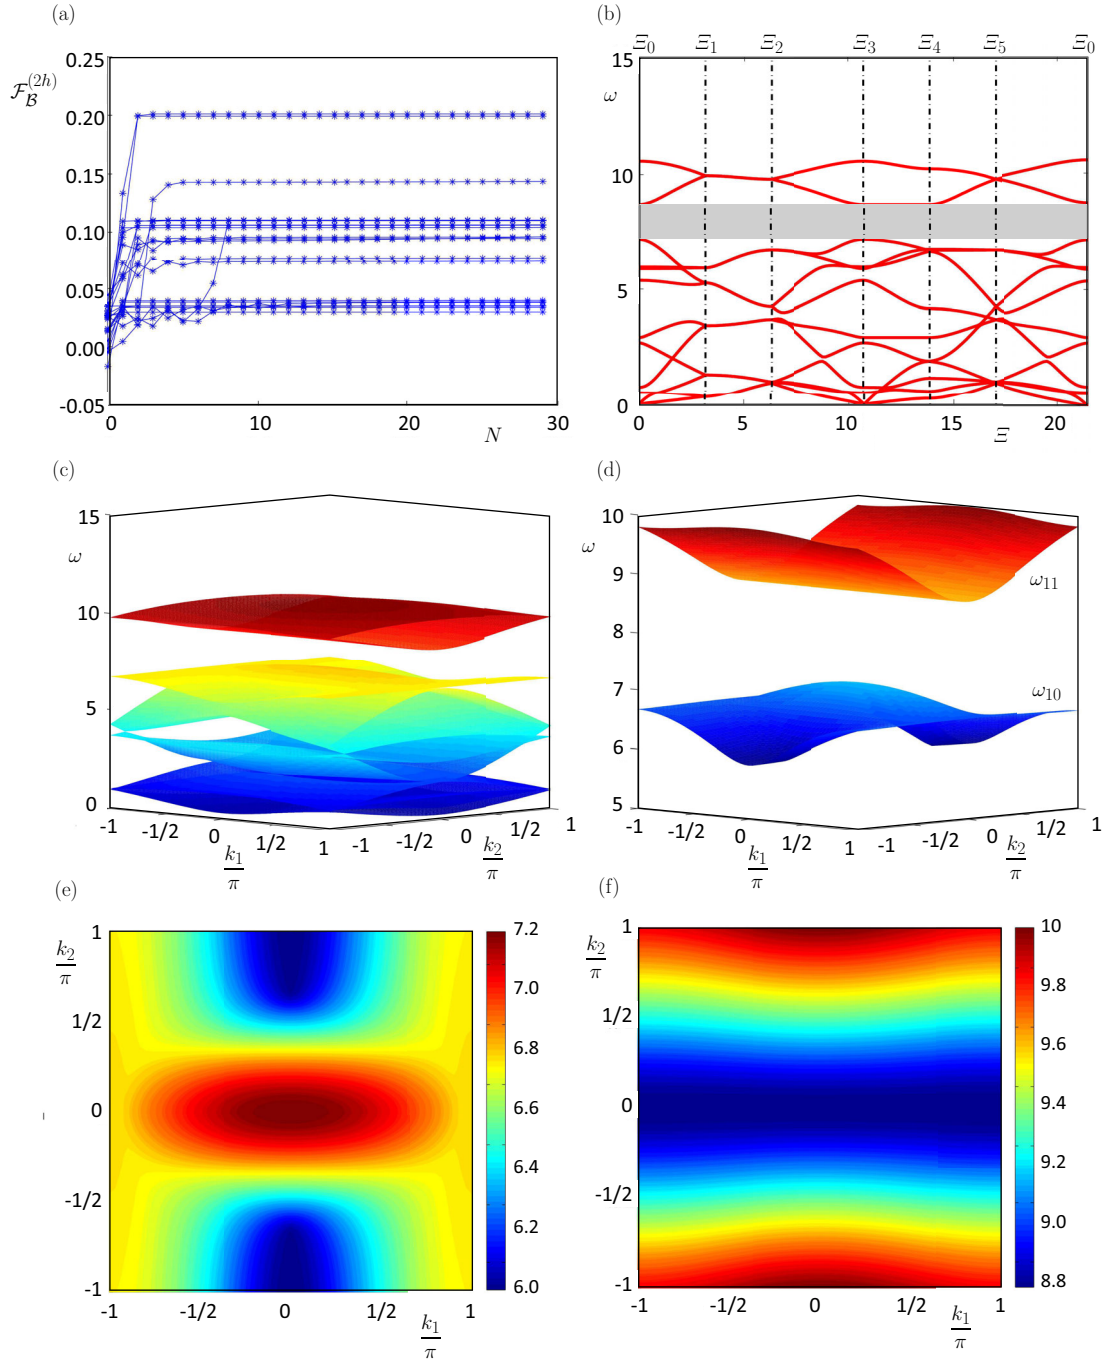 (a)
0.25
0.20
0.15
0.10
0.05
0.00
-0.05
$\mathcal{F}_{\mathcal{B}}^{(2h)}$
0 10 20 30
N
(b)
Ξ₀ Ξ₁ Ξ₂ Ξ₃ Ξ₄ Ξ₅ Ξ₀
15
ω
10
5
0
0 5 10 15 20
Ξ
(c)
15
ω
10
5
0
-1 -1/2 0 1/2 1 -1 -1/2 0 1/2 1
k₁/π
k₂/π
(d)
10
ω
9
8
7
6
5
ω₁₁
ω₁₀
-1 -1/2 0 1/2 1 -1 -1/2 0 1/2 1
k₁/π
k₂/π
(e)
1
k₂/π
1/2
0
-1/2
-1
-1 -1/2 0 1/2 1
k₁/π
7.2
7.0
6.8
6.6
6.4
6.2
6.0
(f)
1
k₂/π
1/2
0
-1/2
-1
-1 -1/2 0 1/2 1
k₁/π
10
9.8
9.6
9.4
9.2
9.0
8.8